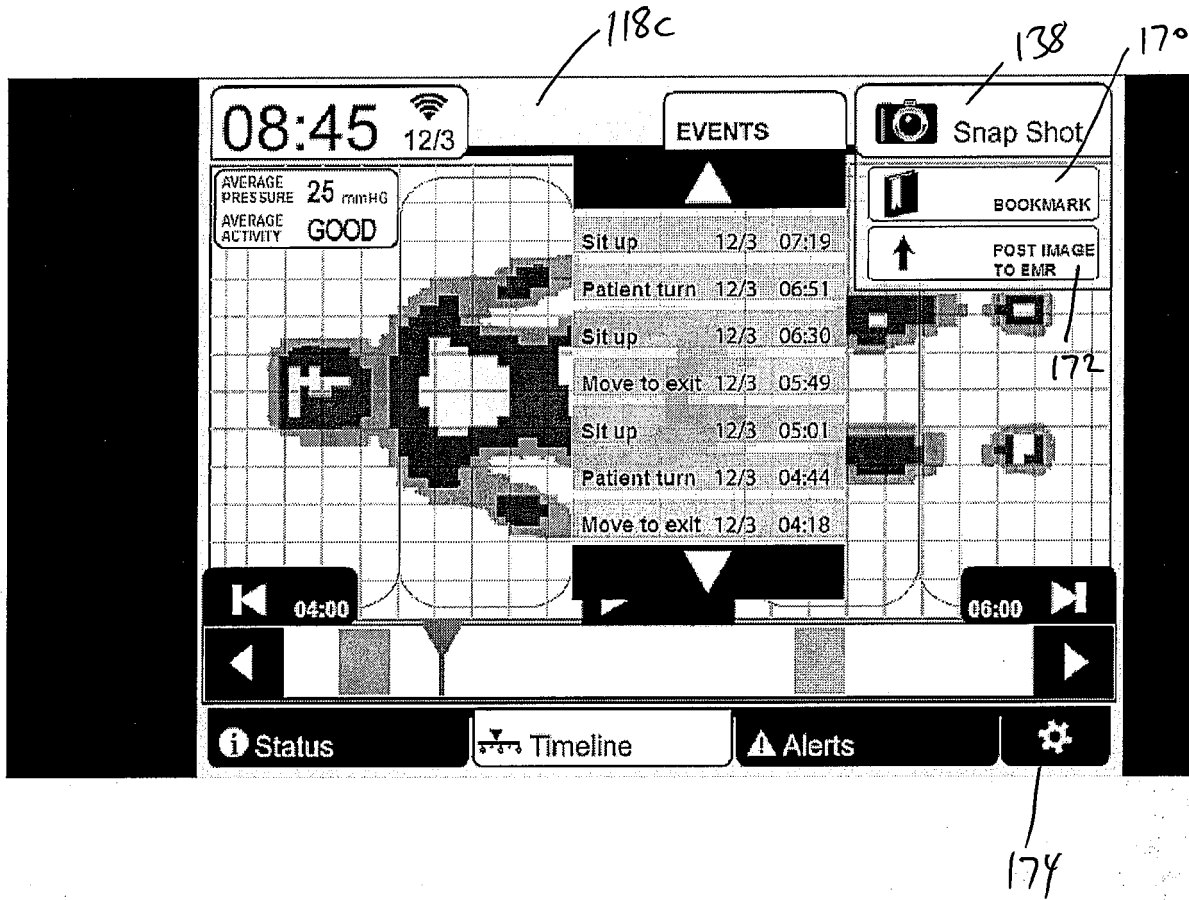 118c
138
170
08:45
12/3
EVENTS
Snap Shot
AVERAGE PRESSURE 25 mmHG
AVERAGE ACTIVITY GOOD
BOOKMARK
POST IMAGE
TO EMR
172
Sit up 12/3 07:19
Patient turn 12/3 06:51
Sit up 12/3 06:30
Move to exit 12/3 05:49
Sit up 12/3 05:01
Patient turn 12/3 04:44
Move to exit 12/3 04:18
04:00
06:00
Status
Timeline
Alerts
174